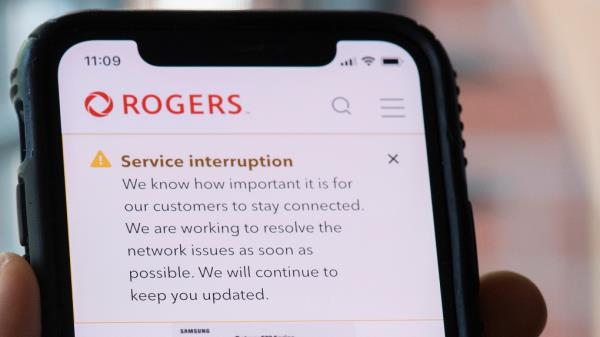 11:09
ROGERS
Service interruption
We know how important it is for
our customers to stay connected.
We are working to resolve the
network issues as soon as
possible. We will continue to
keep you updated.
SAMSUNG